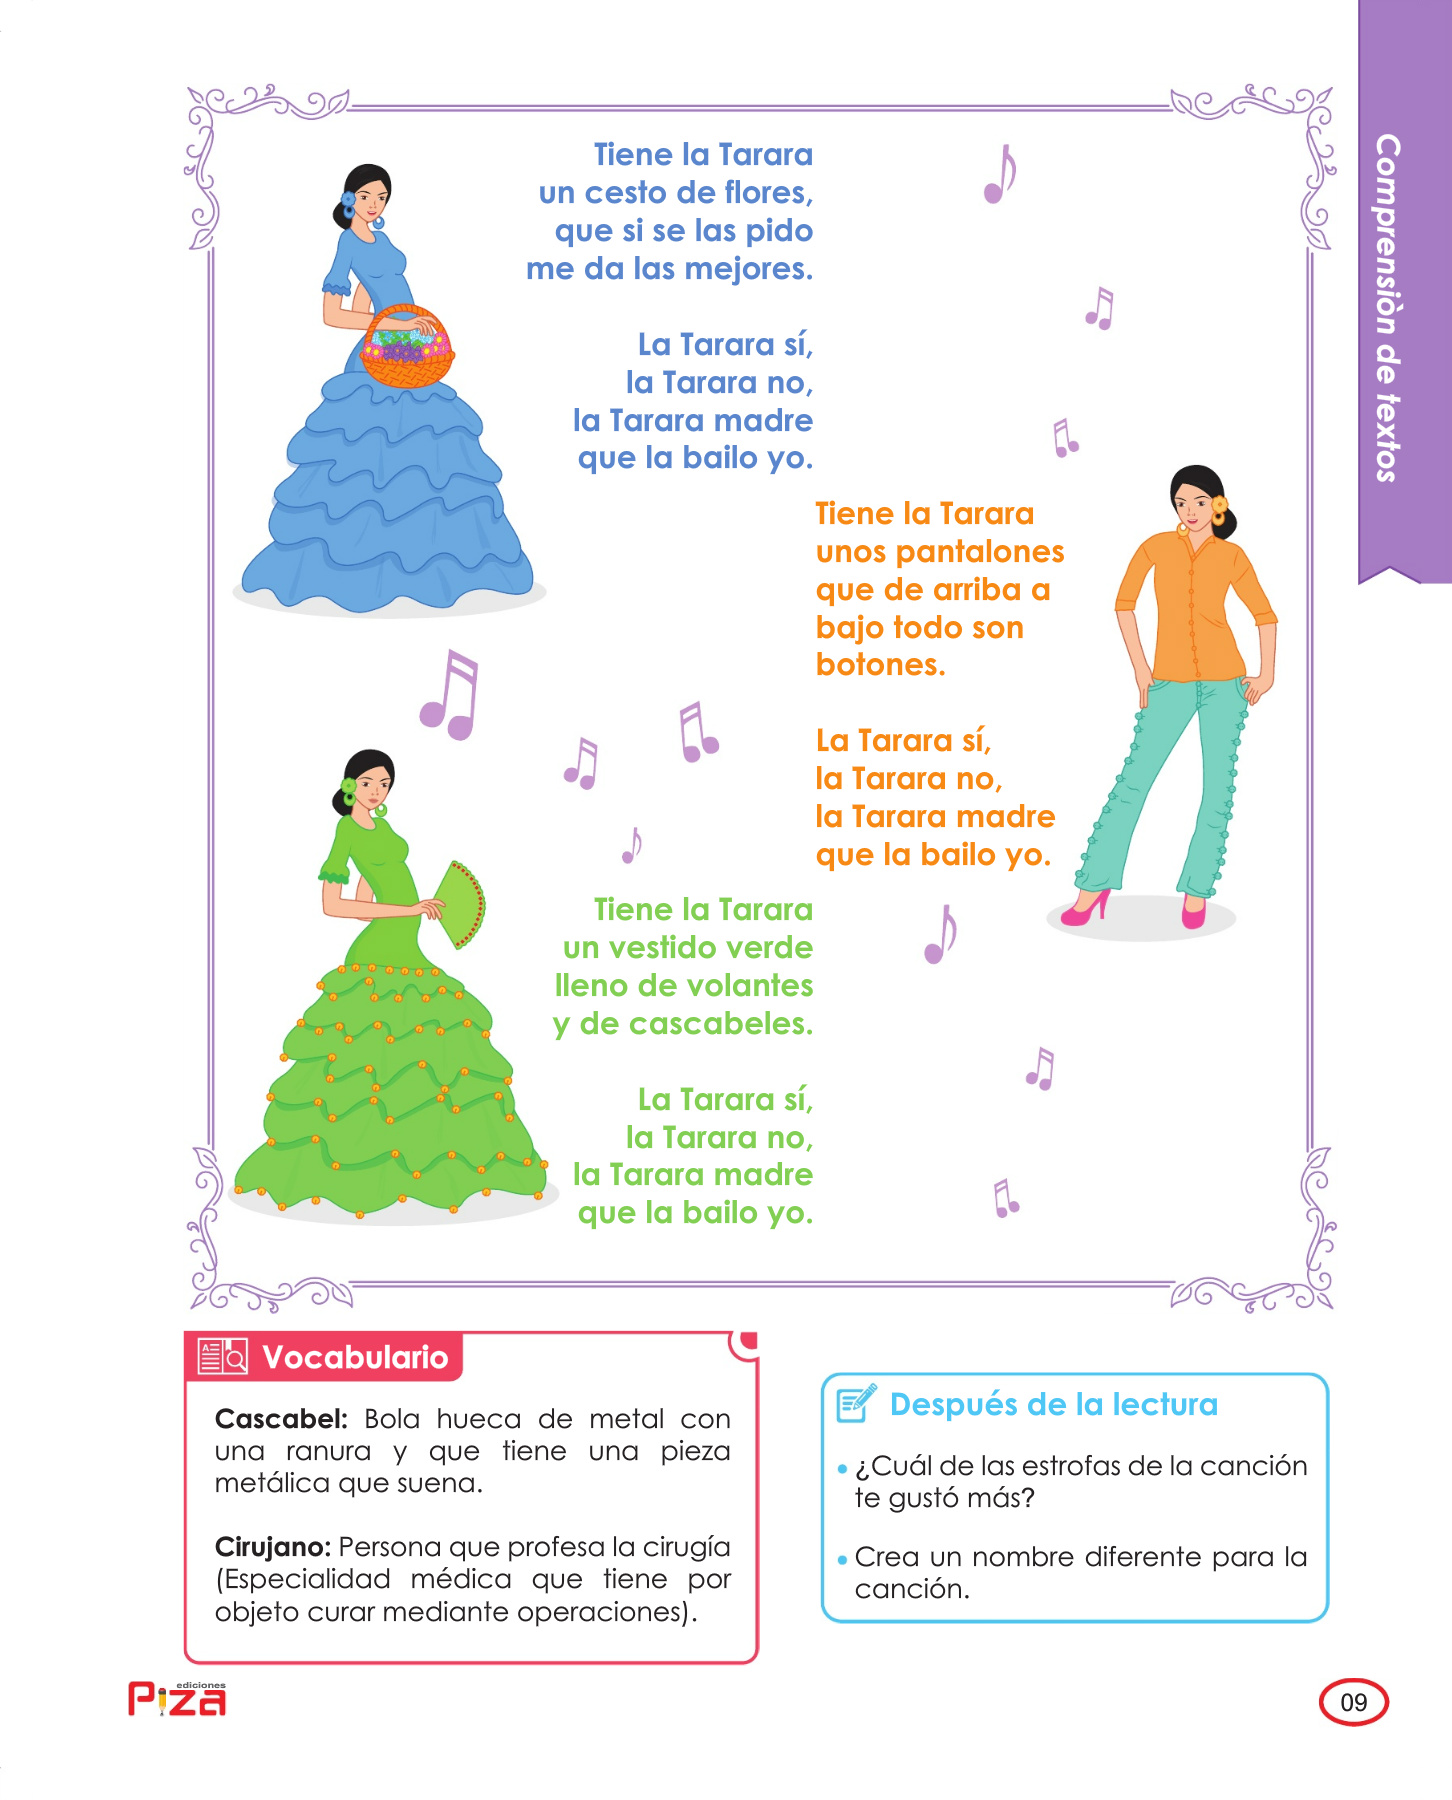 Comprensiòn de textos
Tiene la Tarara
un cesto de flores,
que si se las pido
me da las mejores.
La Tarara sí,
la Tarara no,
la Tarara madre
que la bailo yo.
Tiene la Tarara
unos pantalones
que de arriba a
bajo todo son
botones.
La Tarara sí,
la Tarara no,
la Tarara madre
que la bailo yo.
Tiene la Tarara
un vestido verde
lleno de volantes
y de cascabeles.
La Tarara sí,
la Tarara no,
la Tarara madre
que la bailo yo.
Vocabulario
Cascabel: Bola hueca de metal con
una ranura y que tiene una pieza
metálica que suena.
Cirujano: Persona que profesa la cirugía
(Especialidad médica que tiene por
objeto curar mediante operaciones).
Después de la lectura
• ¿Cuál de las estrofas de la canción
te gustó más?
• Crea un nombre diferente para la
canción.
ediciones
Piza
09